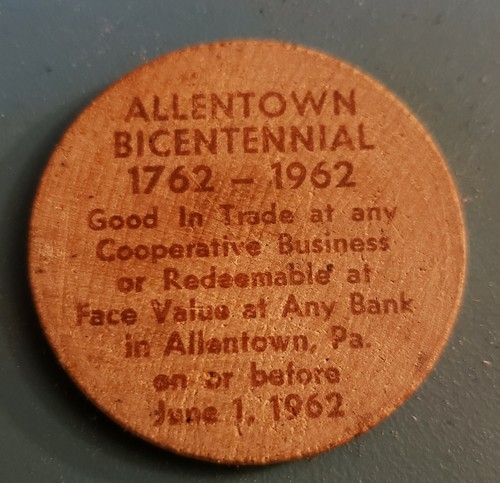 ALLENTOWN
BICENTENNIAL
1762 - 1962
Good In Trade at any
Cooperative Business
or Redeemable at
Face Value at Any Bank
in Allentown, Pa.
on or before
June 1, 1962